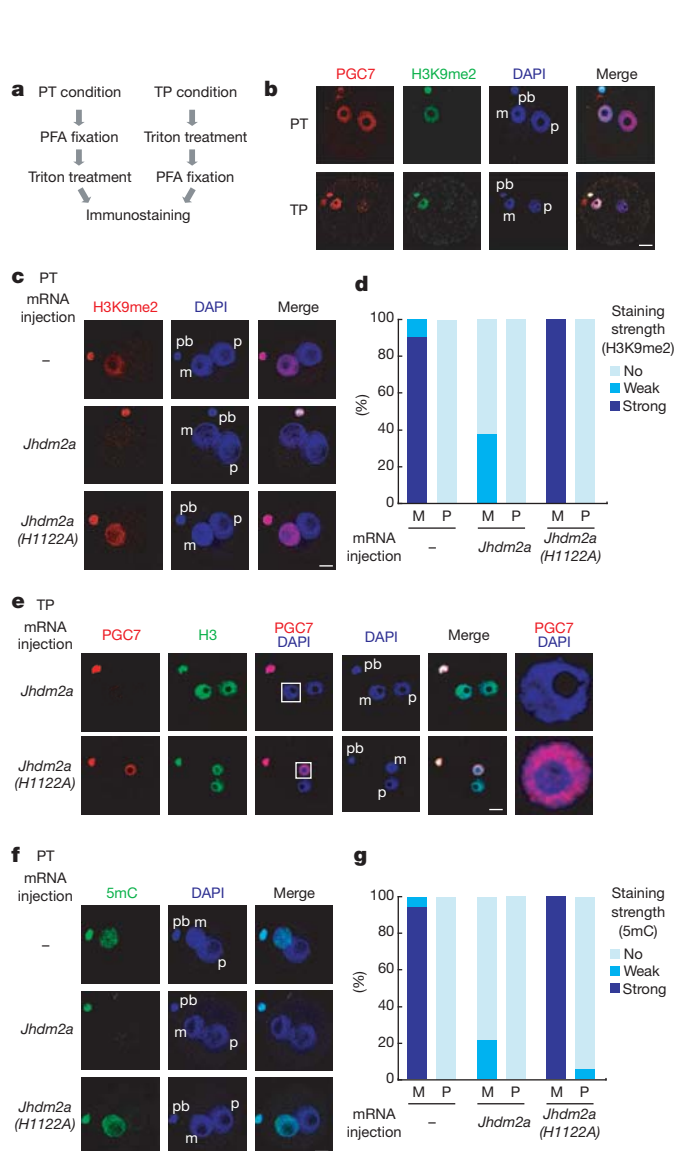 a PT condition TP condition
PFA fixation Triton treatment
Triton treatment PFA fixation
Immunostaining
b PGC7 H3K9me2 DAPI Merge
PT m pb p
TP pb m p
c PT
mRNA
injection H3K9me2 DAPI Merge
– pb m p
Jhdm2a pb m p
Jhdm2a
(H1122A) pb m p
d
Staining
strength
(H3K9me2)
No
Weak
Strong
100
80
60
40
20
0
(%)
M P M P M P
mRNA
injection – Jhdm2a Jhdm2a
(H1122A)
e TP
mRNA
injection PGC7 H3 PGC7
DAPI DAPI Merge PGC7
DAPI
Jhdm2a pb m p
Jhdm2a
(H1122A) pb m p
f PT
mRNA
injection 5mC DAPI Merge
– pb m p
Jhdm2a pb m p
Jhdm2a
(H1122A) pb p m
g
Staining
strength
(5mC)
No
Weak
Strong
100
80
60
40
20
0
(%)
M P M P M P
mRNA
injection – Jhdm2a Jhdm2a
(H1122A)